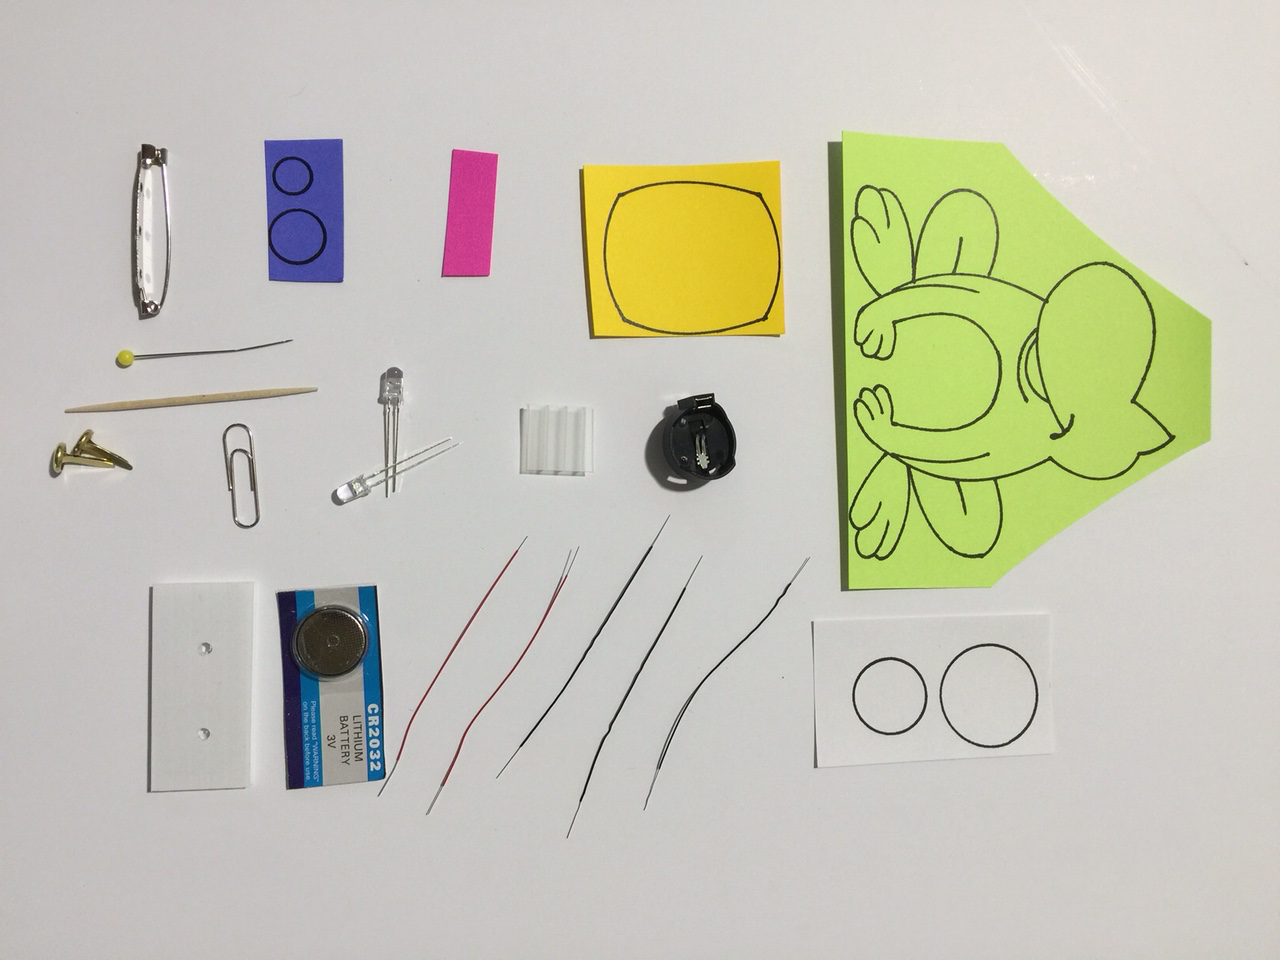 CR2032
LITHIUM
BATTERY
3V
Please read "WARNING"
on the back before use.